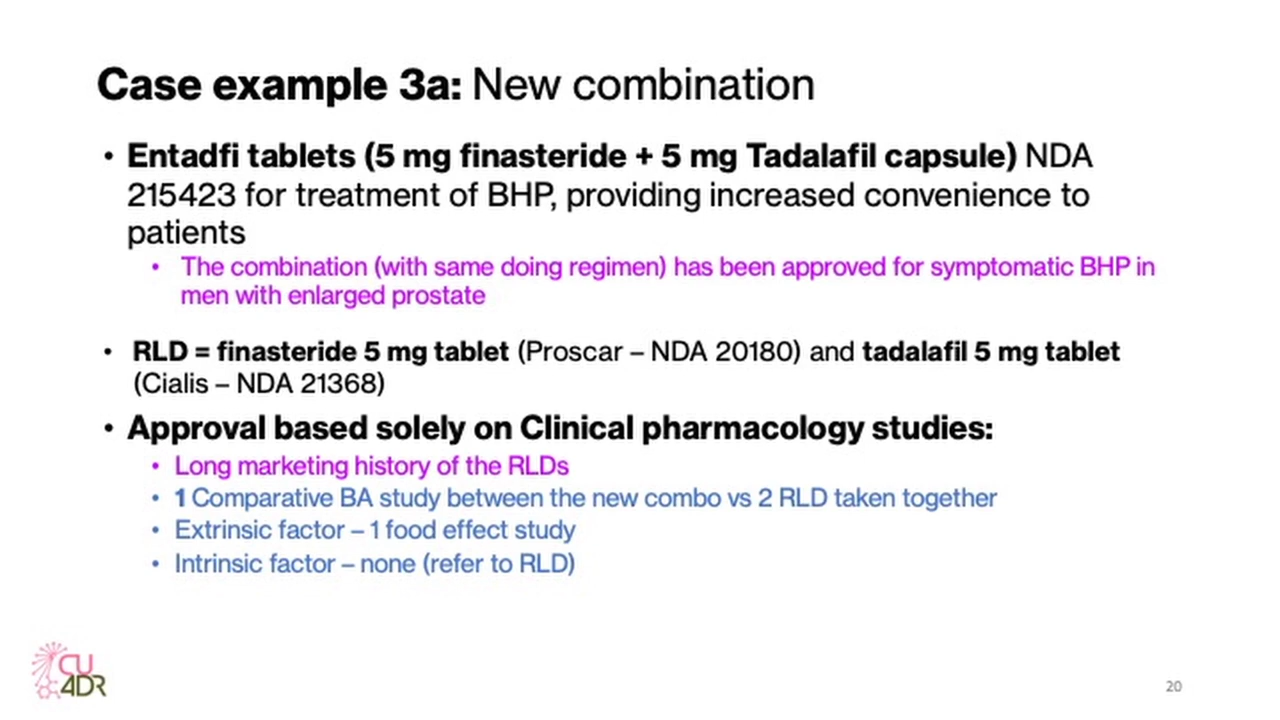 Case example 3a: New combination
• Entadfi tablets (5 mg finasteride + 5 mg Tadalafil capsule) NDA
215423 for treatment of BHP, providing increased convenience to
patients
• The combination (with same doing regimen) has been approved for symptomatic BHP in
men with enlarged prostate
• RLD = finasteride 5 mg tablet (Proscar – NDA 20180) and tadalafil 5 mg tablet
(Cialis – NDA 21368)
• Approval based solely on Clinical pharmacology studies:
• Long marketing history of the RLDs
• 1 Comparative BA study between the new combo vs 2 RLD taken together
• Extrinsic factor – 1 food effect study
• Intrinsic factor – none (refer to RLD)
CU
4DR
20